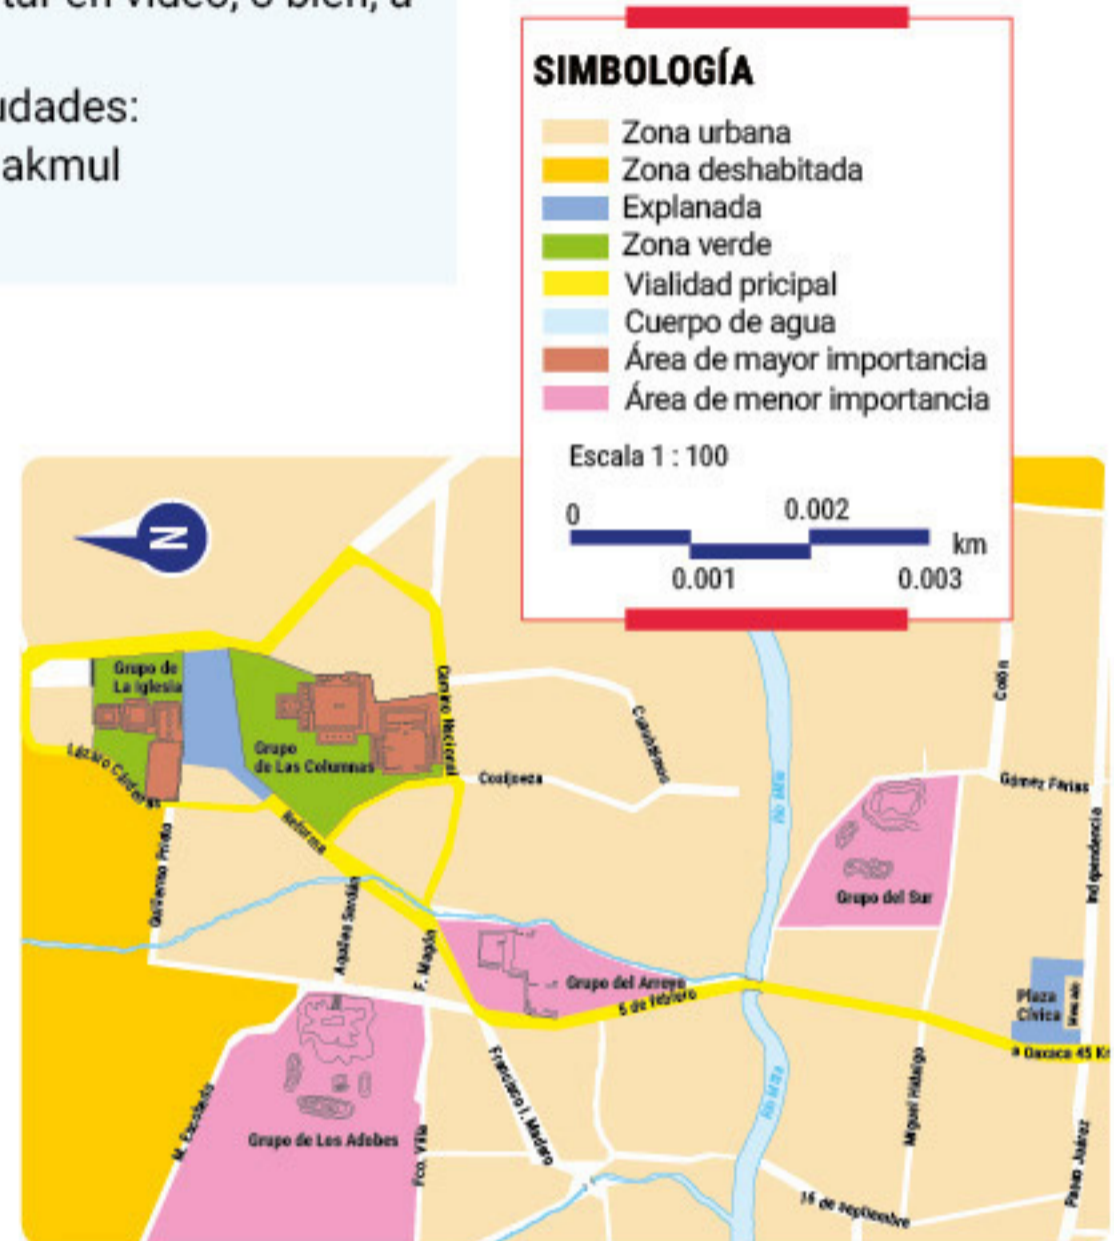 udades:
akmul
SIMBOLOGÍA
Zona urbana
Zona deshabitada
Explanada
Zona verde
Vialidad pricipal
Cuerpo de agua
Área de mayor importancia
Área de menor importancia
Escala 1 : 100
0
0.002
km
0.001
0.003
N
Grupo de
La Iglesia
Camino Nacional
Colón
Lázaro Cárdenas
Grupo
de Las Columnas
Cosijoeza
Gómez Farías
Río Mitla
Reforma
Independencia
Guillermo Prieto
Aquiles Serdán
Grupo del Sur
F. Magón
Grupo del Arroyo
5 de febrero
Plaza
Cívica
Mercado
a Oaxaca 45 K
Francisco I. Madero
Miguel Hidalgo
Río Mitla
M. Escobedo
Grupo de Los Adobes
Fco. Villa
Paseo Juárez
16 de septiembre